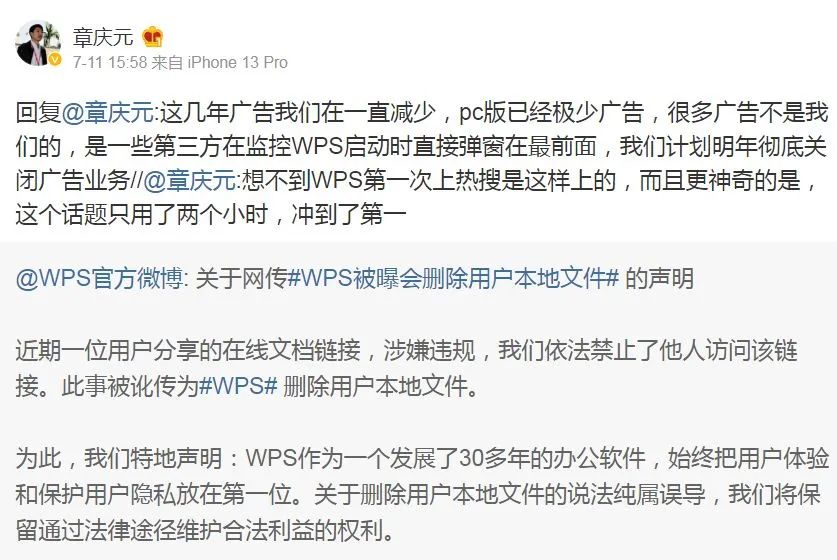 章庆元
7-11 15:58 来自 iPhone 13 Pro
回复@章庆元:这几年广告我们在一直减少，pc版已经极少广告，很多广告不是我
们的，是一些第三方在监控WPS启动时直接弹窗在最前面，我们计划明年彻底关
闭广告业务//@章庆元:想不到WPS第一次上热搜是这样上的，而且更神奇的是，
这个话题只用了两个小时，冲到了第一
@WPS官方微博: 关于网传#WPS被曝会删除用户本地文件# 的声明
近期一位用户分享的在线文档链接，涉嫌违规，我们依法禁止了他人访问该链
接。此事被讹传为#WPS# 删除用户本地文件。
为此，我们特地声明：WPS作为一个发展了30多年的办公软件，始终把用户体验
和保护用户隐私放在第一位。关于删除用户本地文件的说法纯属误导，我们将保
留通过法律途径维护合法利益的权利。